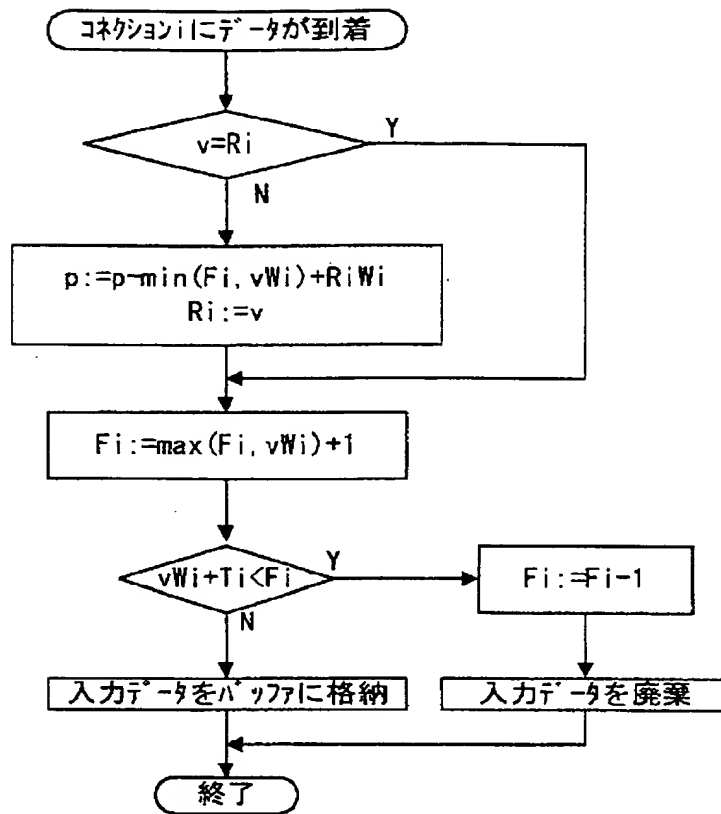 コネクションiにデータが到着
v=Ri
Y
N
p:=p-min(Fi,vWi)+RiWi
Ri:=v
Fi:=max(Fi,vWi)+1
vWi+Ti<Fi
Y
Fi:=Fi-1
N
入力データをバッファに格納
入力データを廃棄
終了